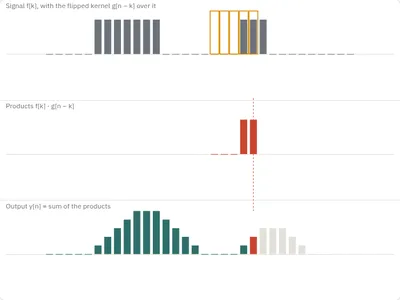 Signal f[k], with the flipped kernel g[n − k] over it
Products f[k] · g[n − k]
Output y[n] = sum of the products